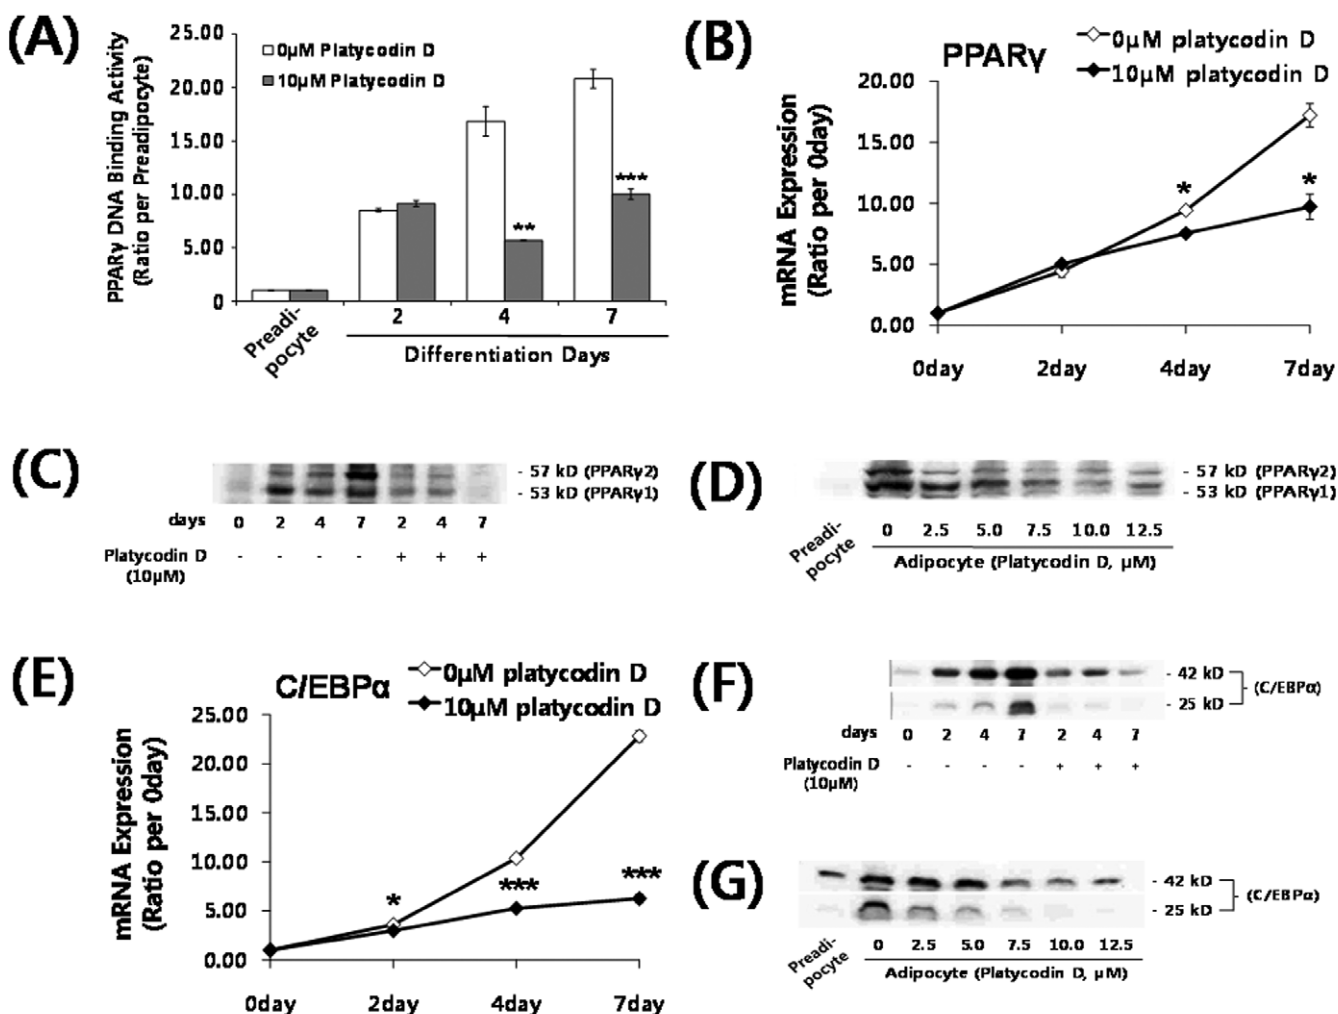 (A)
PPARγ DNA Binding Activity
(Ratio per Preadipocyte)
25.00
20.00
15.00
10.00
5.00
0
0μM Platycodin D
10μM Platycodin D
**
***
Preadi-
pocyte
2 4 7
Differentiation Days
(B)
PPARγ
0μM platycodin D
10μM platycodin D
mRNA Expression
(Ratio per 0day)
20.00
15.00
10.00
5.00
0.00
*
*
0day 2day 4day 7day
(C)
- 57 kD (PPARγ2)
- 53 kD (PPARγ1)
days 0 2 4 7 2 4 7
Platycodin D - - - - + + +
(10μM)
(D)
- 57 kD (PPARγ2)
- 53 kD (PPARγ1)
Preadi-
pocyte
0 2.5 5.0 7.5 10.0 12.5
Adipocyte (Platycodin D, μM)
(E)
C/EBPα
0μM platycodin D
10μM platycodin D
mRNA Expression
(Ratio per 0day)
25.00
20.00
15.00
10.00
5.00
0.00
*
***
***
0day 2day 4day 7day
(F)
- 42 kD
- 25 kD
(C/EBPα)
days 0 2 4 7 2 4 7
Platycodin D - - - - + + +
(10μM)
(G)
- 42 kD
- 25 kD
(C/EBPα)
Preadi-
pocyte
0 2.5 5.0 7.5 10.0 12.5
Adipocyte (Platycodin D, μM)